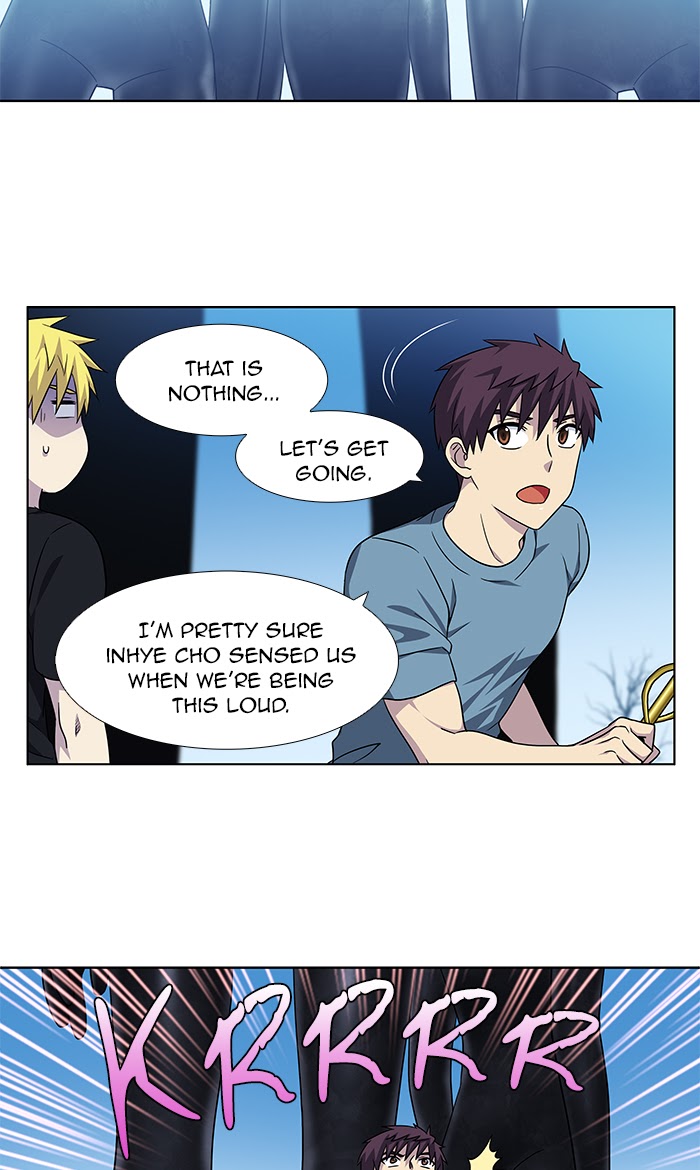 THAT IS
NOTHING...
LET'S GET
GOING.
I'M PRETTY SURE
INHYE CHO SENSED US
WHEN WE'RE BEING
THIS LOUD.
KRRRR